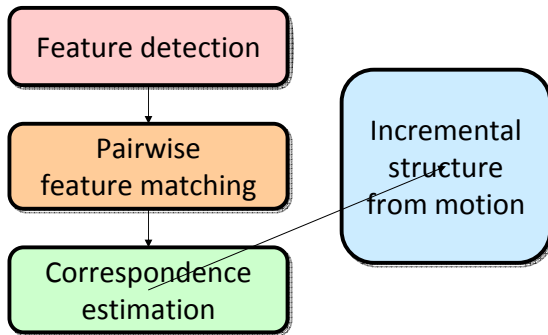 Feature detection
Pairwise
feature matching
Correspondence
estimation
Incremental
structure
from motion